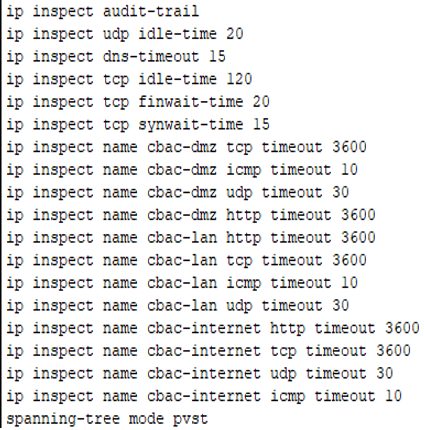 ip inspect audit-trail
ip inspect udp idle-time 20
ip inspect dns-timeout 15
ip inspect tcp idle-time 120
ip inspect tcp finwait-time 20
ip inspect tcp synwait-time 15
ip inspect name cbac-dmz tcp timeout 3600
ip inspect name cbac-dmz icmp timeout 10
ip inspect name cbac-dmz udp timeout 30
ip inspect name cbac-dmz http timeout 3600
ip inspect name cbac-lan http timeout 3600
ip inspect name cbac-lan tcp timeout 3600
ip inspect name cbac-lan icmp timeout 10
ip inspect name cbac-lan udp timeout 30
ip inspect name cbac-internet http timeout 3600
ip inspect name cbac-internet tcp timeout 3600
ip inspect name cbac-internet udp timeout 30
ip inspect name cbac-internet icmp timeout 10
spanning-tree mode pvst